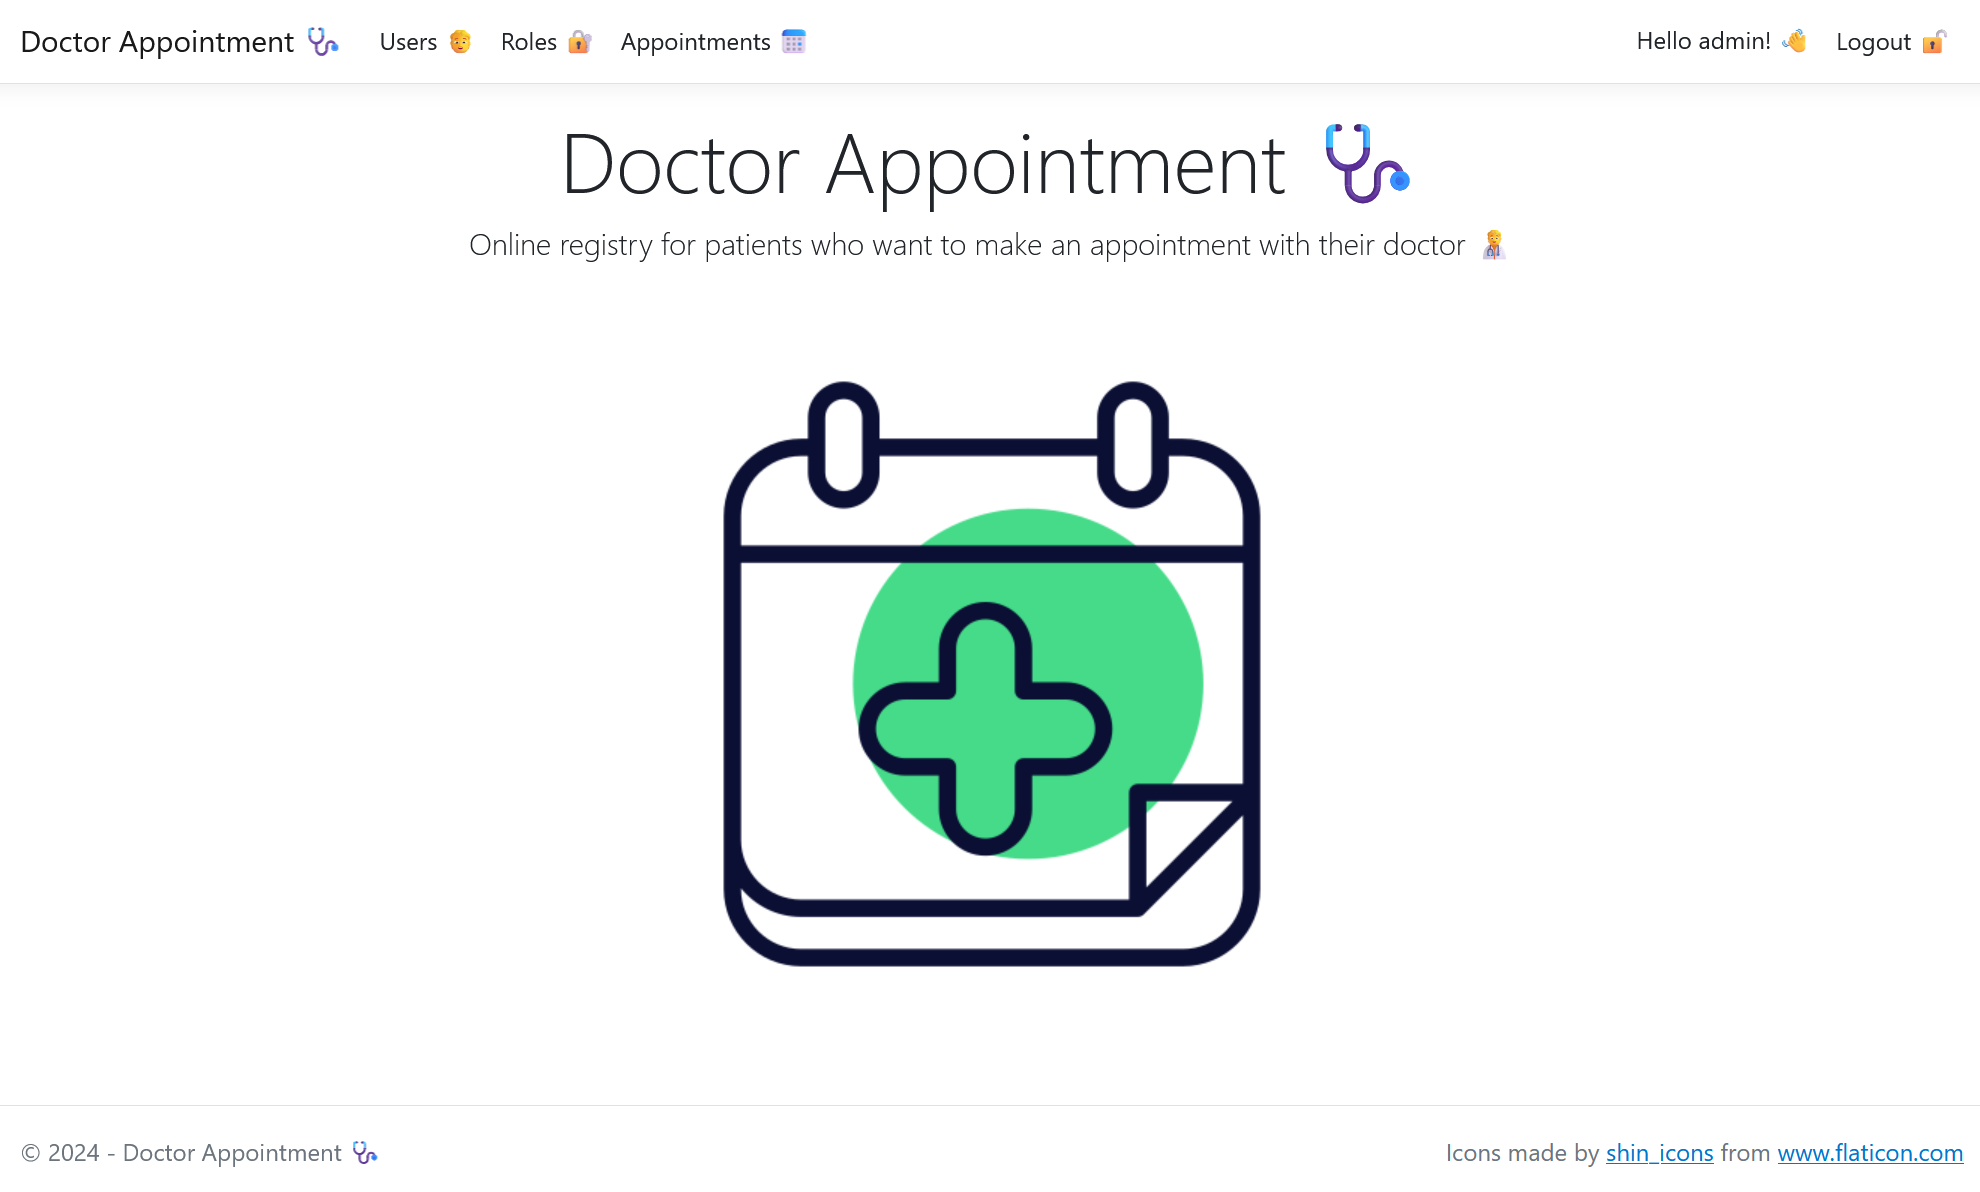 Doctor Appointment Users Roles Appointments Hello admin! Logout
Doctor Appointment
Online registry for patients who want to make an appointment with their doctor
© 2024 - Doctor Appointment Icons made by shin_icons from www.flaticon.com